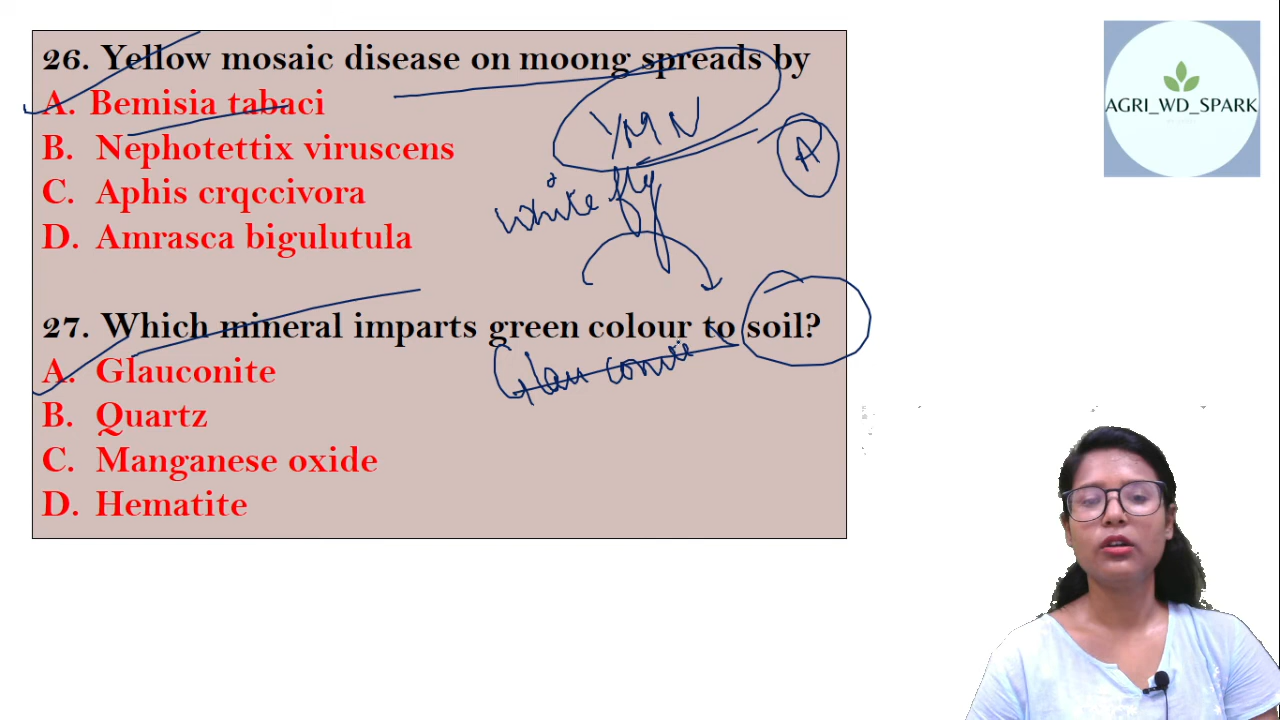 26. Yellow mosaic disease on moong spreads by
A. Bemisia tabaci
B. Nephotettix viruscens
C. Aphis crqccivora
D. Amrasca bigulutula
YMN
A
white fly
27. Which mineral imparts green colour to soil?
A. Glauconite
B. Quartz
C. Manganese oxide
D. Hematite
Glauconite
AGRI_WD_SPARK